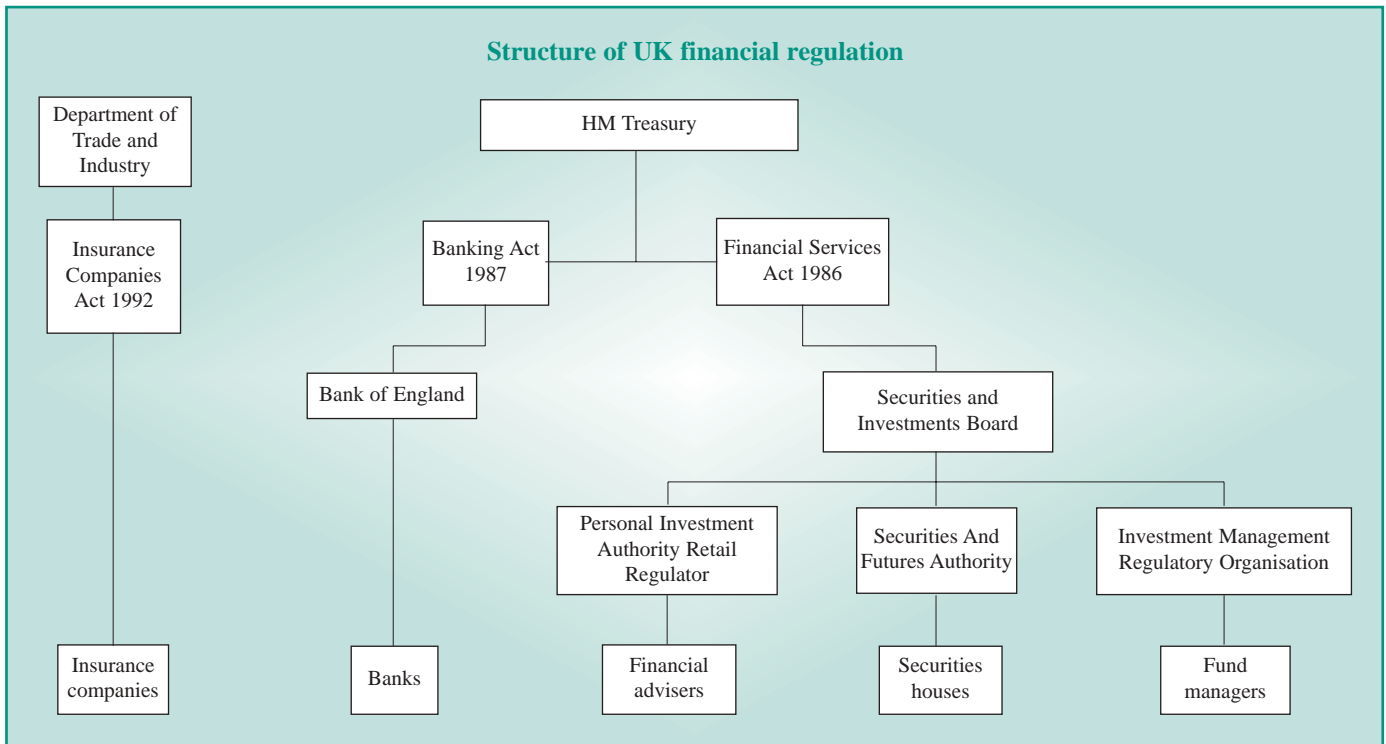 Structure of UK financial regulation
Department of
Trade and
Industry
HM Treasury
Insurance
Companies
Act 1992
Banking Act
1987
Financial Services
Act 1986
Bank of England
Securities and
Investments Board
Personal Investment
Authority Retail
Regulator
Securities And
Futures Authority
Investment Management
Regulatory Organisation
Insurance
companies
Banks
Financial
advisers
Securities
houses
Fund
managers